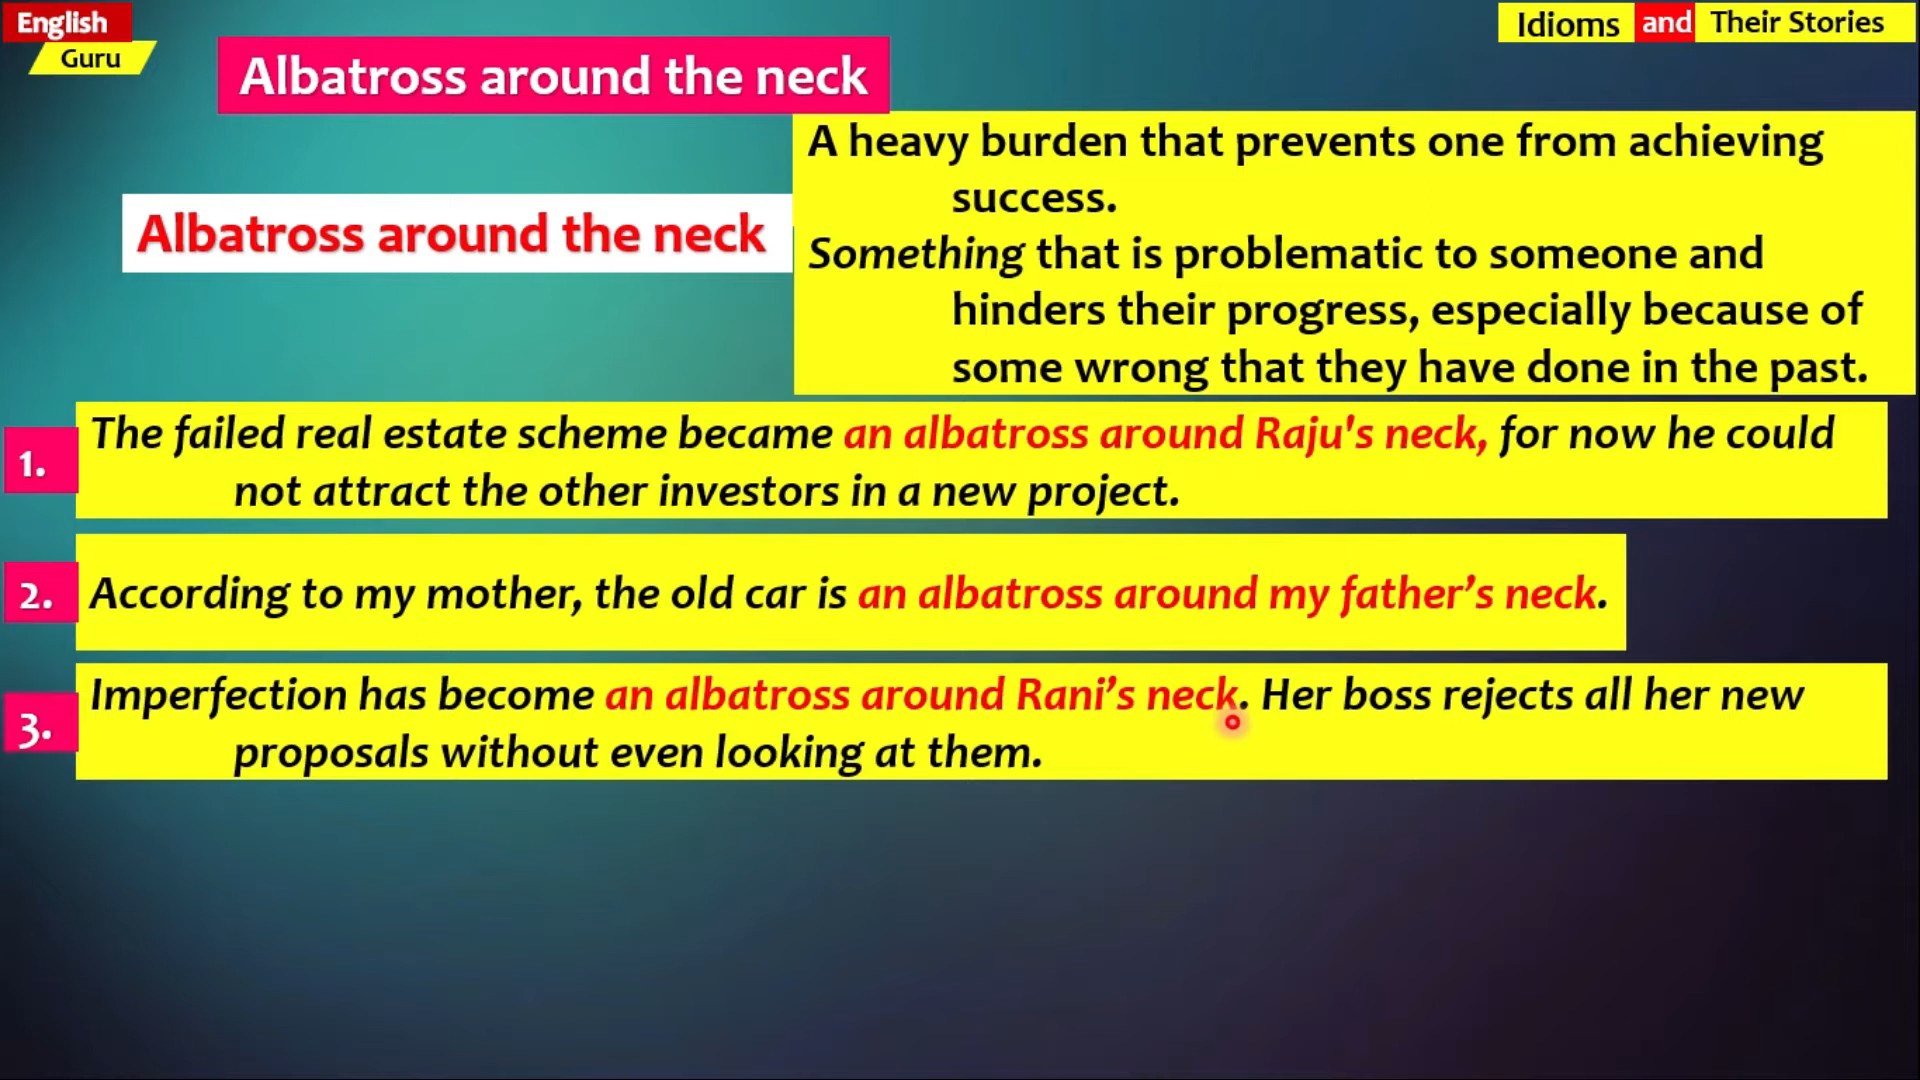 English
Guru
Idioms and Their Stories
Albatross around the neck
Albatross around the neck
A heavy burden that prevents one from achieving
success.
Something that is problematic to someone and
hinders their progress, especially because of
some wrong that they have done in the past.
1. The failed real estate scheme became an albatross around Raju's neck, for now he could
not attract the other investors in a new project.
2. According to my mother, the old car is an albatross around my father’s neck.
3. Imperfection has become an albatross around Rani’s neck. Her boss rejects all her new
proposals without even looking at them.